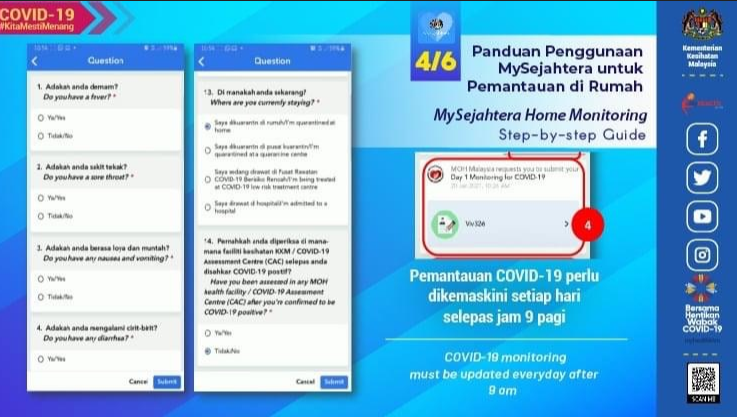 COVID-19
#KitaMestiMenang
Question
1. Adakah anda demam?
Do you have a fever? *
Ya/Yes
Tidak/No
2. Adakah anda sakit tekak?
Do you have a sore throat? *
Ya/Yes
Tidak/No
3. Adakah anda berasa loya dan muntah?
Do you have any nausea and vomiting? *
Ya/Yes
Tidak/No
4. Adakah anda mengalami cirit-birit?
Do you have any diarrhea? *
Ya/Yes
Cancel Submit
Question
13. Di manakah anda sekarang?
Where are you currently staying? *
Saya dikuarantin di rumah/I'm quarantined at
home
Saya dikuarantin di pusat kuarantin/I'm
quarantined at a quarantine centre
Saya sedang dirawat di Pusat Rawatan
COVID-19 Berisiko Rendah/I'm being treated
at COVID-19 low risk treatment centre
Saya dirawat di hospital/I'm admitted to a
hospital
14. Pernahkah anda diperiksa di mana-
mana fasiliti kesihatan KKM / COVID-19
Assessment Centre (CAC) selepas anda
disahkan COVID-19 positif?
Have you been assessed in any MOH
health facility / COVID-19 Assessment
Centre (CAC) after you're confirmed to be
COVID-19 positive? *
Ya/Yes
Tidak/No
Cancel Submit
4/6
Panduan Penggunaan
MySejahtera untuk
Pemantauan di Rumah
MySejahtera Home Monitoring
Step-by-step Guide
MOH Malaysia requests you to submit your
Day 1 Monitoring for COVID-19
Viv326
4
Pemantauan COVID-19 perlu
dikemaskini setiap hari
selepas jam 9 pagi
COVID-19 monitoring
must be updated everyday after
9 am
Kementerian
Kesihatan
Malaysia
Bersama
Hentikan
Wabak
COVID-19
SCAN ME